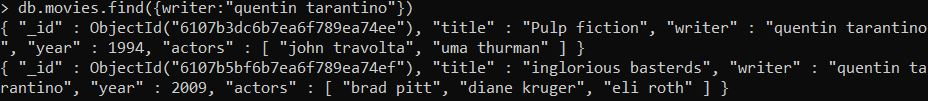 > db.movies.find({writer:"quentin tarantino"})
{ "_id" : ObjectId("6107b3dc6b7ea6f789ea74ee"), "title" : "Pulp fiction", "writer" : "quentin tarantino
", "year" : 1994, "actors" : [ "john travolta", "uma thurman" ] }
{ "_id" : ObjectId("6107b5bf6b7ea6f789ea74ef"), "title" : "inglorious basterds", "writer" : "quentin ta
rantino", "year" : 2009, "actors" : [ "brad pitt", "diane kruger", "eli roth" ] }